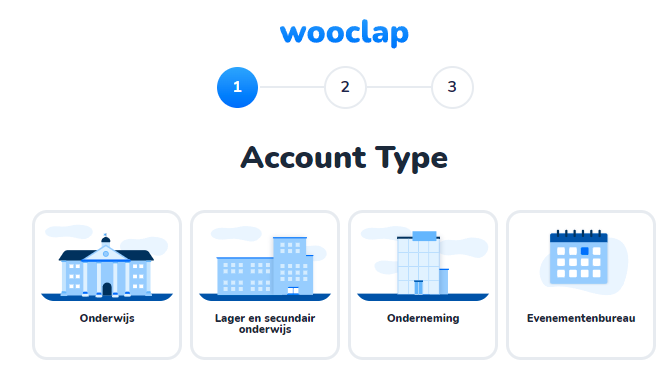 wooclap
1 2 3
Account Type
Onderwijs
Lager en secundair
onderwijs
Onderneming
Evenementenbureau